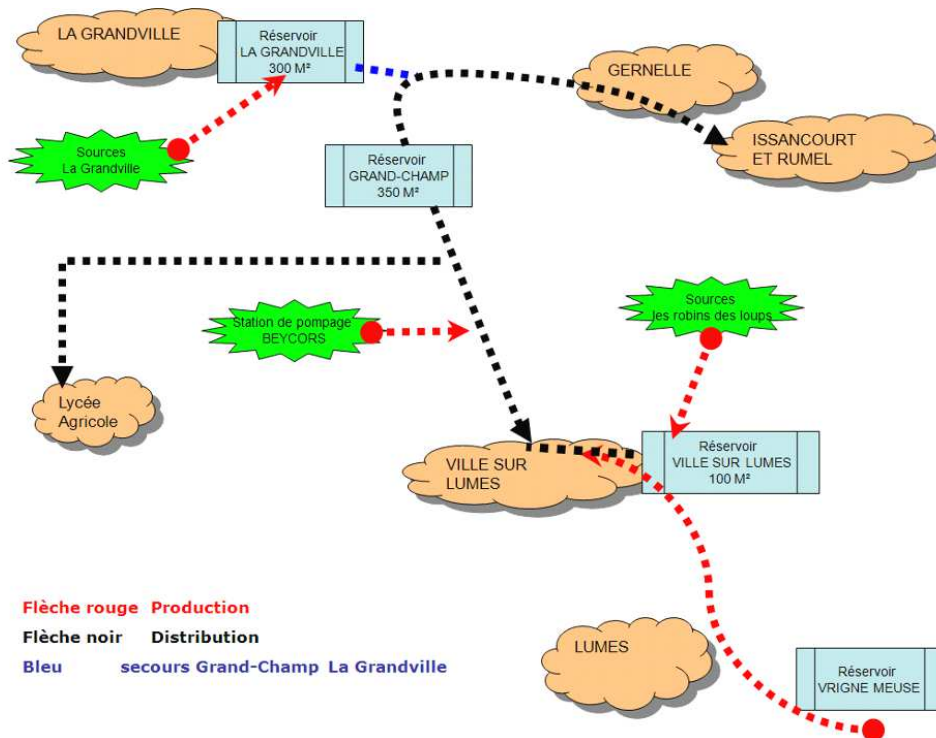 LA GRANDVILLE
Réservoir
LA GRANDVILLE
300 M²
GERNELLE
Sources
La Grandville
Réservoir
GRAND-CHAMP
350 M²
ISSANCOURT
ET RUMEL
Station de pompage
BEYCORS
Sources
les robins des loups
Lycée
Agricole
VILLE SUR
LUMES
Réservoir
VILLE SUR LUMES
100 M²
Flèche rouge Production
Flèche noir Distribution
Bleu secours Grand-Champ La Grandville
LUMES
Réservoir
VRIGNE MEUSE